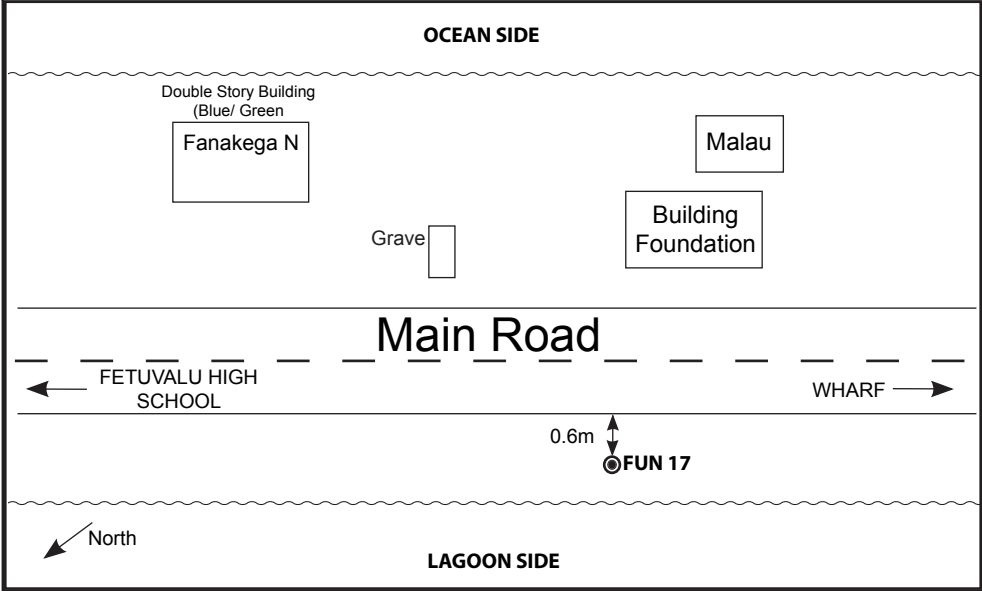 OCEAN SIDE
Double Story Building
(Blue/ Green
Fanakega N
Malau
Building
Foundation
Grave
Main Road
FETUVALU HIGH
SCHOOL
WHARF
0.6m
FUN 17
North
LAGOON SIDE